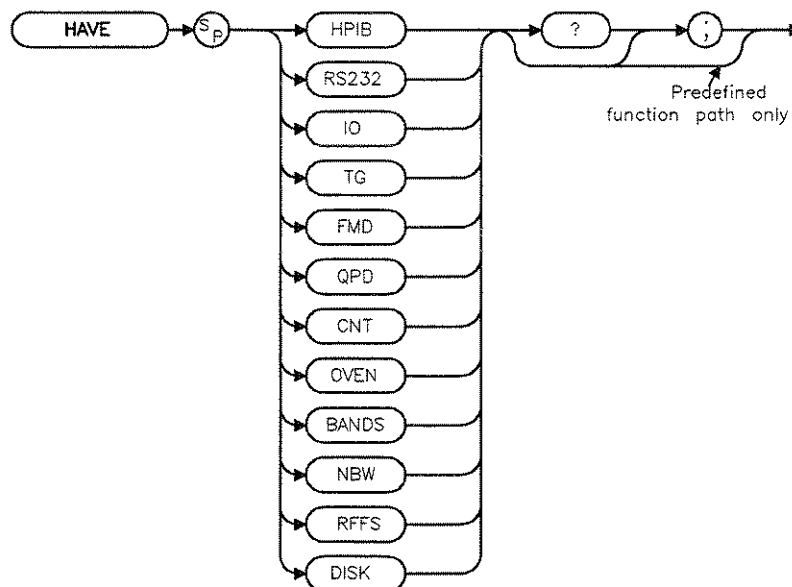 HAVE SP HPIB ? ;
RS232
IO
TG
FMD
QPD
CNT
OVEN
BANDS
NBW
RFFS
DISK
Predefined
function path only